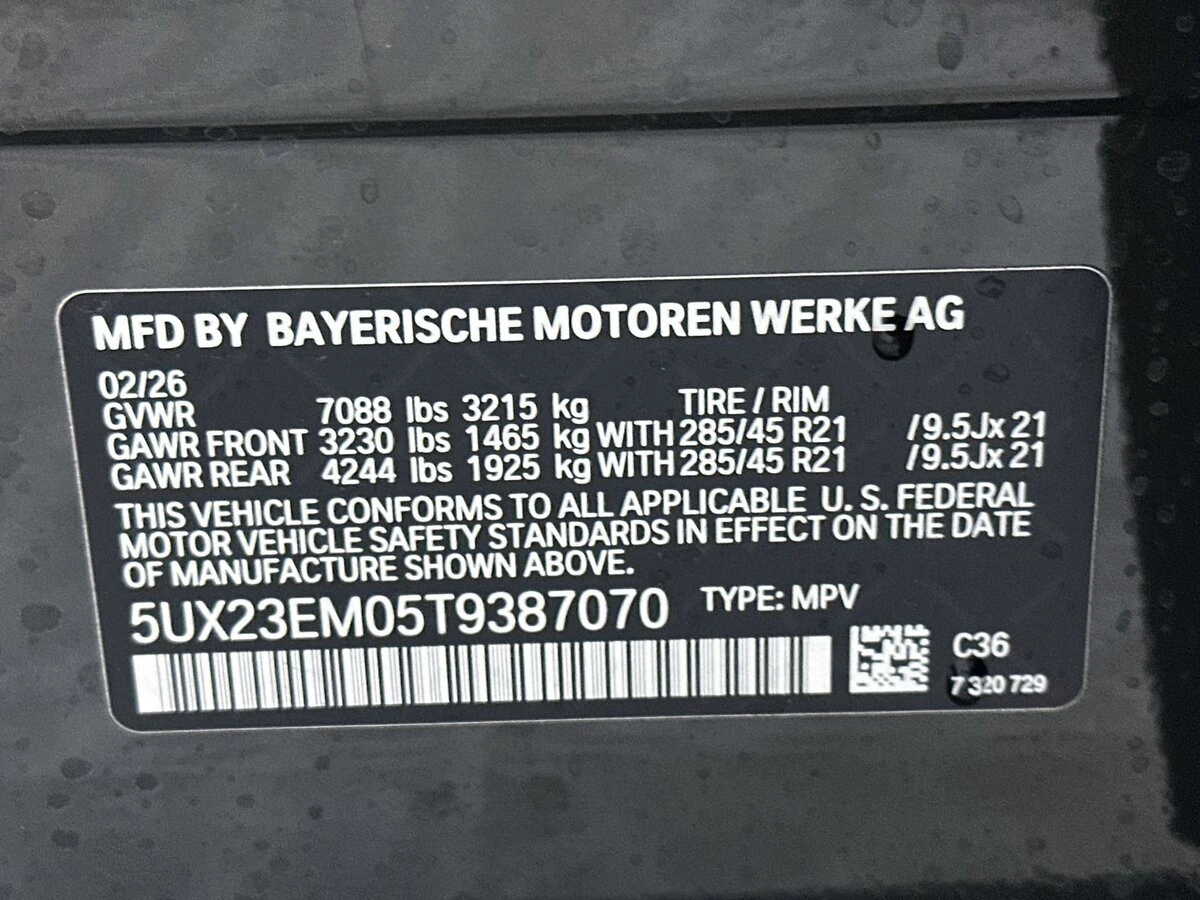 MFD BY BAYERISCHE MOTOREN WERKE AG
02/26
GVWR 7088 lbs 3215 kg TIRE / RIM
GAWR FRONT 3230 lbs 1465 kg WITH 285/45 R21 /9.5Jx 21
GAWR REAR 4244 lbs 1925 kg WITH 285/45 R21 /9.5Jx 21
THIS VEHICLE CONFORMS TO ALL APPLICABLE U. S. FEDERAL
MOTOR VEHICLE SAFETY STANDARDS IN EFFECT ON THE DATE
OF MANUFACTURE SHOWN ABOVE.
5UX23EM05T9387070 TYPE: MPV
C36
7 320 729